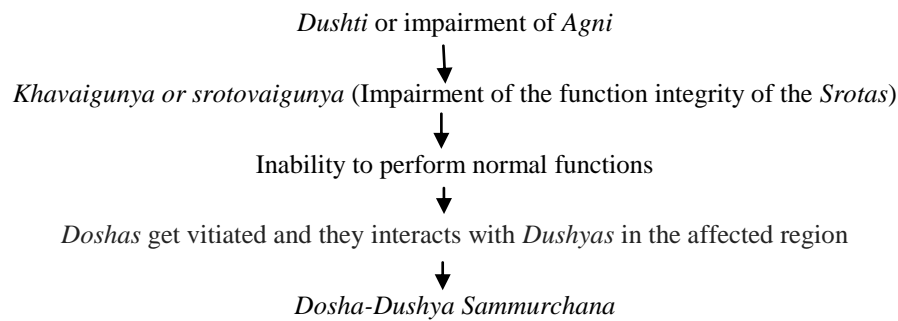 Dushti or impairment of Agni
Khavaigunya or srotovaigunya (Impairment of the function integrity of the Srotas)
Inability to perform normal functions
Doshas get vitiated and they interacts with Dushyas in the affected region
Dosha-Dushya Sammurchana